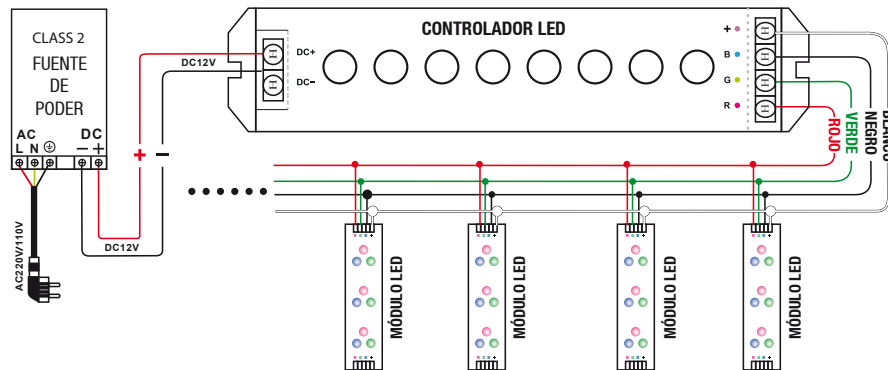 CLASS 2
FUENTE
DE
PODER
AC DC
L N − +
AC220V/110V
DC12V
DC12V
+ −
CONTROLADOR LED
DC+
DC−
+
B
G
R
ROJO
VERDE
NEGRO
BLANCO
R G B +
MÓDULO LED
R G B +
MÓDULO LED
R G B +
MÓDULO LED
R G B +
MÓDULO LED